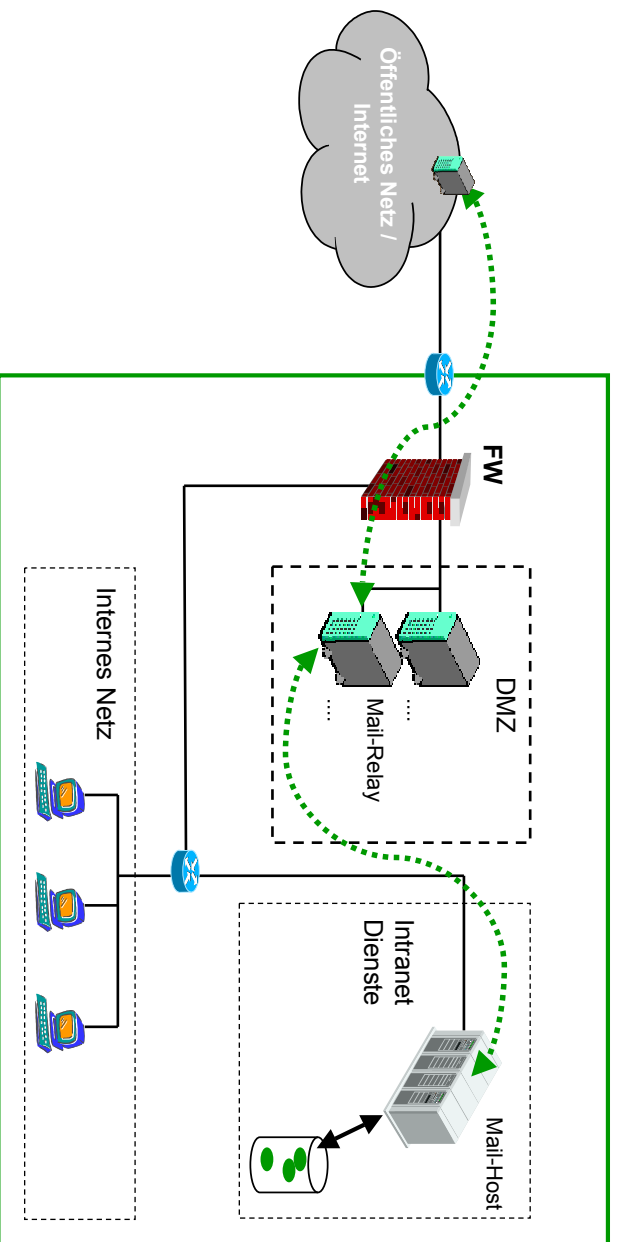 Öffentliches Netz /
Internet
FW
DMZ
Mail-Relay
....
....
Internes Netz
Intranet
Dienste
Mail-Host